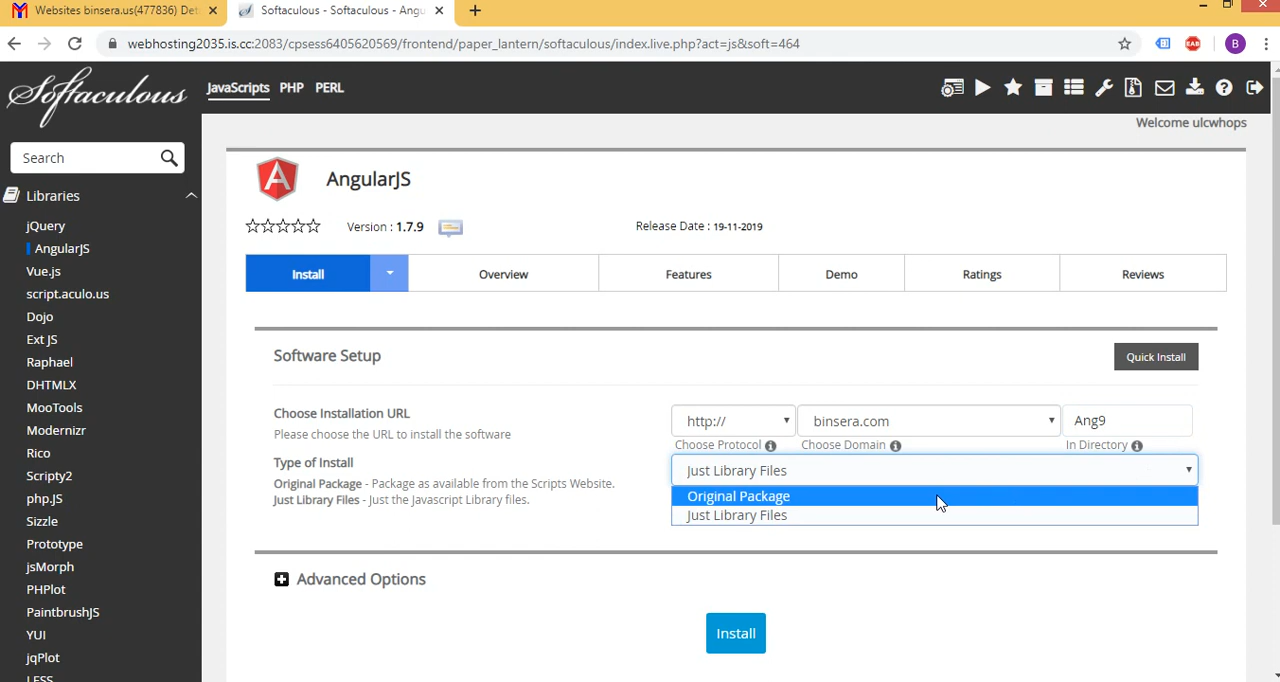 Websites binsera.us(477836) Det
Softaculous - Softaculous - Angu
webhosting2035.is.cc:2083/cpsess6405620569/frontend/paper_lantern/softaculous/index.live.php?act=js&soft=464
EAB
B
Softaculous
JavaScripts PHP PERL
Welcome ulcwhops
Search
Libraries
jQuery
AngularJS
Vue.js
script.aculo.us
Dojo
Ext JS
Raphael
DHTMLX
MooTools
Modernizr
Rico
Scripty2
php.JS
Sizzle
Prototype
jsMorph
PHPlot
PaintbrushJS
YUI
jqPlot
LESS
A
AngularJS
Version : 1.7.9
Release Date : 19-11-2019
Install
Overview
Features
Demo
Ratings
Reviews
Software Setup
Quick Install
Choose Installation URL
Please choose the URL to install the software
http://
binsera.com
Ang9
Choose Protocol
Choose Domain
In Directory
Type of Install
Original Package - Package as available from the Scripts Website.
Just Library Files - Just the Javascript Library files.
Just Library Files
Original Package
Just Library Files
Advanced Options
Install